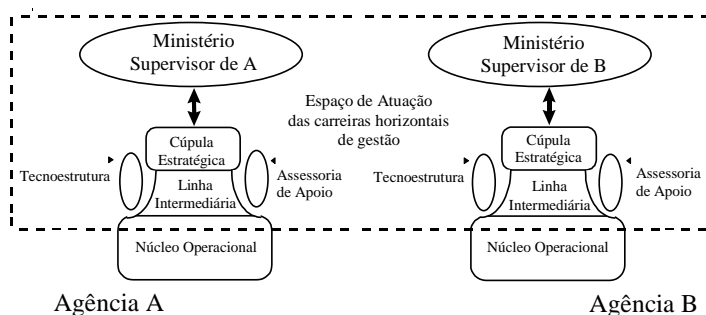 Ministério
Supervisor de A
Ministério
Supervisor de B
Espaço de Atuação
das carreiras horizontais
de gestão
Cúpula
Estratégica
Tecnoestrutura
Assessoria
de Apoio
Linha
Intermediária
Núcleo Operacional
Cúpula
Estratégica
Tecnoestrutura
Assessoria
de Apoio
Linha
Intermediária
Núcleo Operacional
Agência A
Agência B